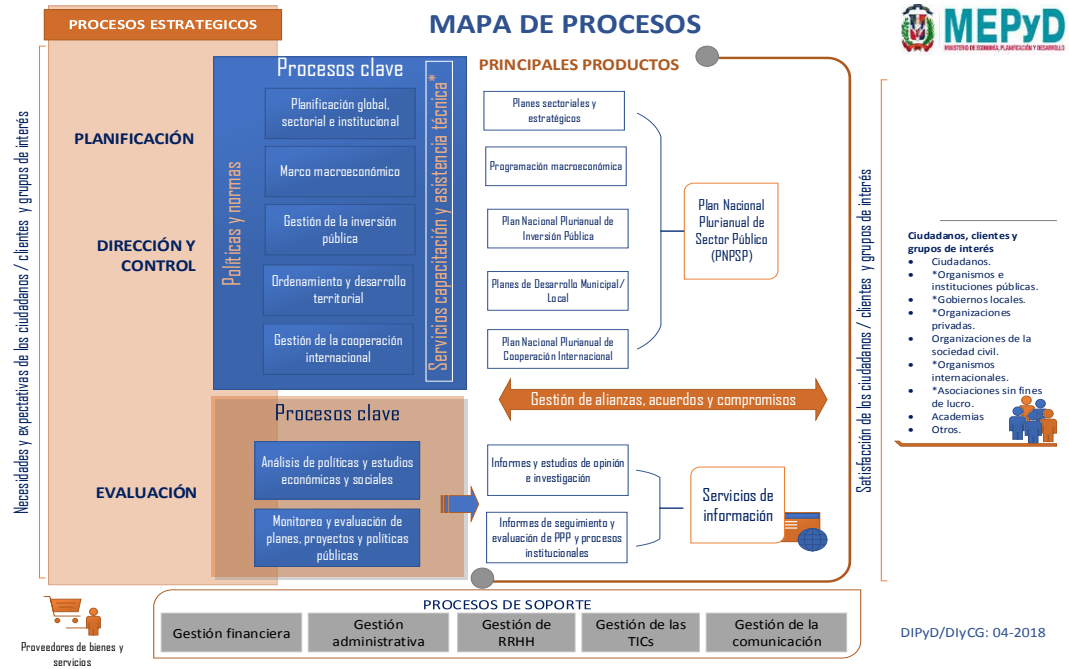 PROCESOS ESTRATEGICOS
MAPA DE PROCESOS
MEPyD
MINISTERIO DE ECONOMÍA, PLANIFICACIÓN Y DESARROLLO
Necesidades y expectativas de los ciudadanos / clientes y grupos de interés
PLANIFICACIÓN
DIRECCIÓN Y
CONTROL
EVALUACIÓN
Procesos clave
Políticas y normas
Planificación global,
sectorial e institucional
Marco macroeconómico
Gestión de la inversión
pública
Ordenamiento y desarrollo
territorial
Gestión de la cooperación
internacional
Servicios capacitación y asistencia técnica*
PRINCIPALES PRODUCTOS
Planes sectoriales y
estratégicos
Programación macroeconómica
Plan Nacional Plurianual de
Inversión Pública
Planes de Desarrollo Municipal/
Local
Plan Nacional Plurianual de
Cooperación Internacional
Plan Nacional
Plurianual de
Sector Público
(PNPSP)
Gestión de alianzas, acuerdos y compromisos
Procesos clave
Análisis de políticas y estudios
económicas y sociales
Monitoreo y evaluación de
planes, proyectos y políticas
públicas
Informes y estudios de opinión
e investigación
Informes de seguimiento y
evaluación de PPP y procesos
institucionales
Servicios de
información
Satisfacción de los ciudadanos / clientes y grupos de interés
Ciudadanos, clientes y
grupos de interés
• Ciudadanos.
• *Organismos e
instituciones públicas.
• *Gobiernos locales.
• *Organizaciones
privadas.
• Organizaciones de la
sociedad civil.
• *Organismos
internacionales.
• *Asociaciones sin fines
de lucro.
• Academías
• Otros.
Proveedores de bienes y
servicios
PROCESOS DE SOPORTE
Gestión financiera
Gestión
administrativa
Gestión de
RRHH
Gestión de las
TICs
Gestión de la
comunicación
DIPyD/DIyCG: 04-2018